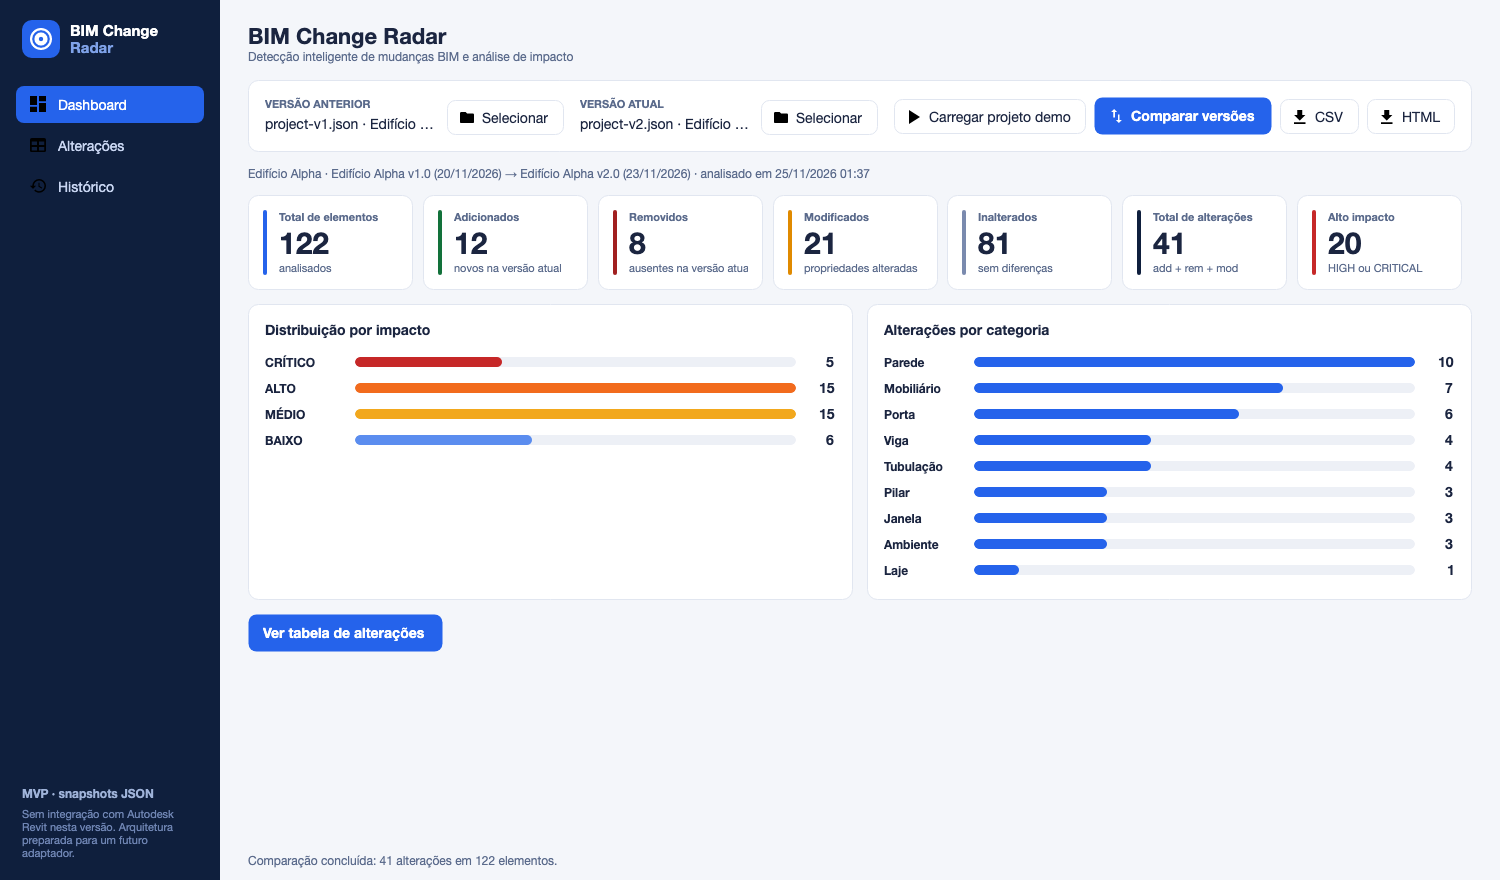 BIM Change
Radar
Dashboard
Alterações
Histórico
MVP · snapshots JSON
Sem integração com Autodesk
Revit nesta versão. Arquitetura
preparada para um futuro
adaptador.
BIM Change Radar
Detecção inteligente de mudanças BIM e análise de impacto
VERSÃO ANTERIOR
project-v1.json · Edifício ...
Selecionar
VERSÃO ATUAL
project-v2.json · Edifício ...
Selecionar
Carregar projeto demo
Comparar versões
CSV
HTML
Edifício Alpha · Edifício Alpha v1.0 (20/11/2026) → Edifício Alpha v2.0 (23/11/2026) · analisado em 25/11/2026 01:37
Total de elementos
122
analisados
Adicionados
12
novos na versão atual
Removidos
8
ausentes na versão atua
Modificados
21
propriedades alteradas
Inalterados
81
sem diferenças
Total de alterações
41
add + rem + mod
Alto impacto
20
HIGH ou CRITICAL
Distribuição por impacto
CRÍTICO 5
ALTO 15
MÉDIO 15
BAIXO 6
Alterações por categoria
Parede 10
Mobiliário 7
Porta 6
Viga 4
Tubulação 4
Pilar 3
Janela 3
Ambiente 3
Laje 1
Ver tabela de alterações
Comparação concluída: 41 alterações em 122 elementos.